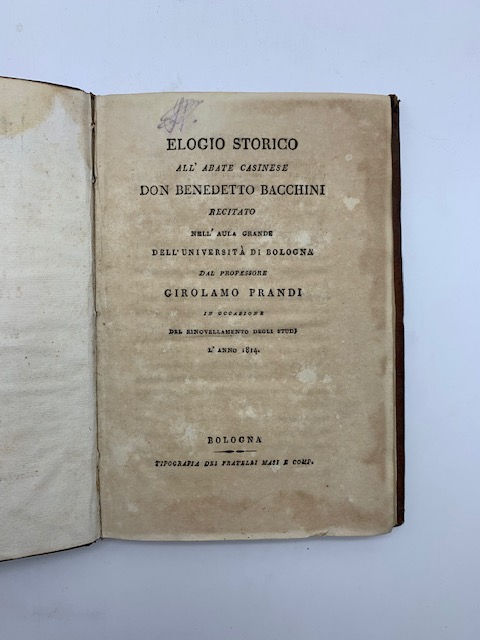 ELOGIO STORICO
ALL' ABATE CASINESE
DON BENEDETTO BACCHINI
RECITATO
NELL' AULA GRANDE
DELL' UNIVERSITÀ DI BOLOGNA
DAL PROFESSORE
GIROLAMO PRANDI
IN OCCASIONE
DEL RINOVELLAMENTO DEGLI STUDJ
L' ANNO 1814.
BOLOGNA
TIPOGRAFIA DEI FRATELLI MASI E COMP.